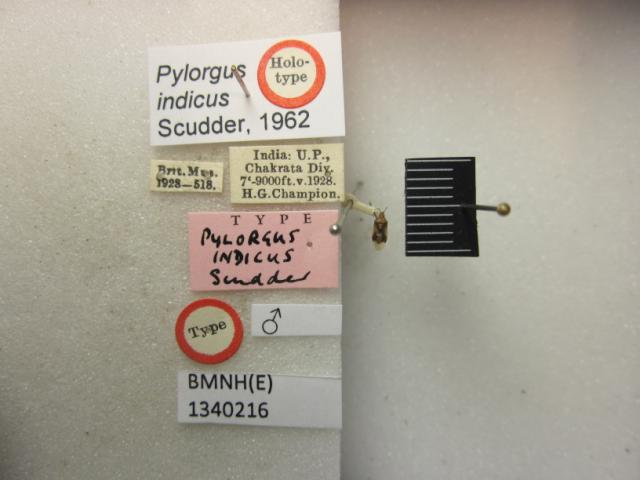 Pylorgus
indicus
Scudder, 1962
Holo-
type
Brit. Mus.
1928—518.
India: U.P.,
Chakrata Div.
7'-9000ft.v.1928.
H.G.Champion.
TYPE
PYLORGUS
INDICUS
Scudder
Type
♂
BMNH(E)
1340216